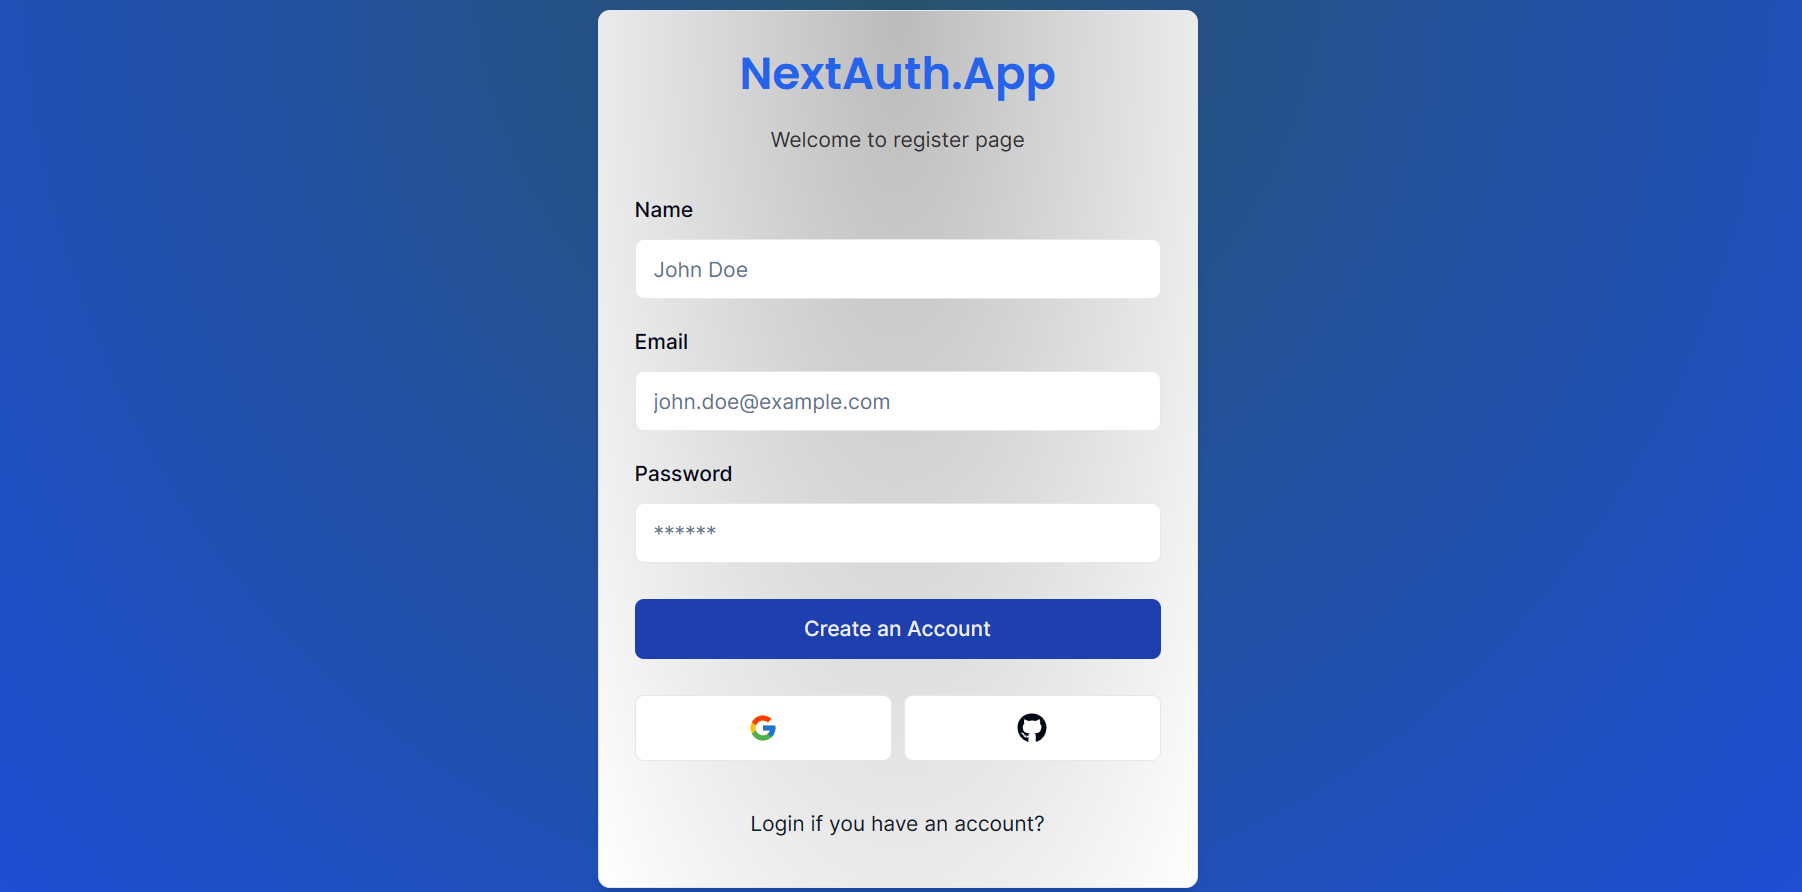 NextAuth.App
Welcome to register page
Name
John Doe
Email
john.doe@example.com
Password
******
Create an Account
Login if you have an account?